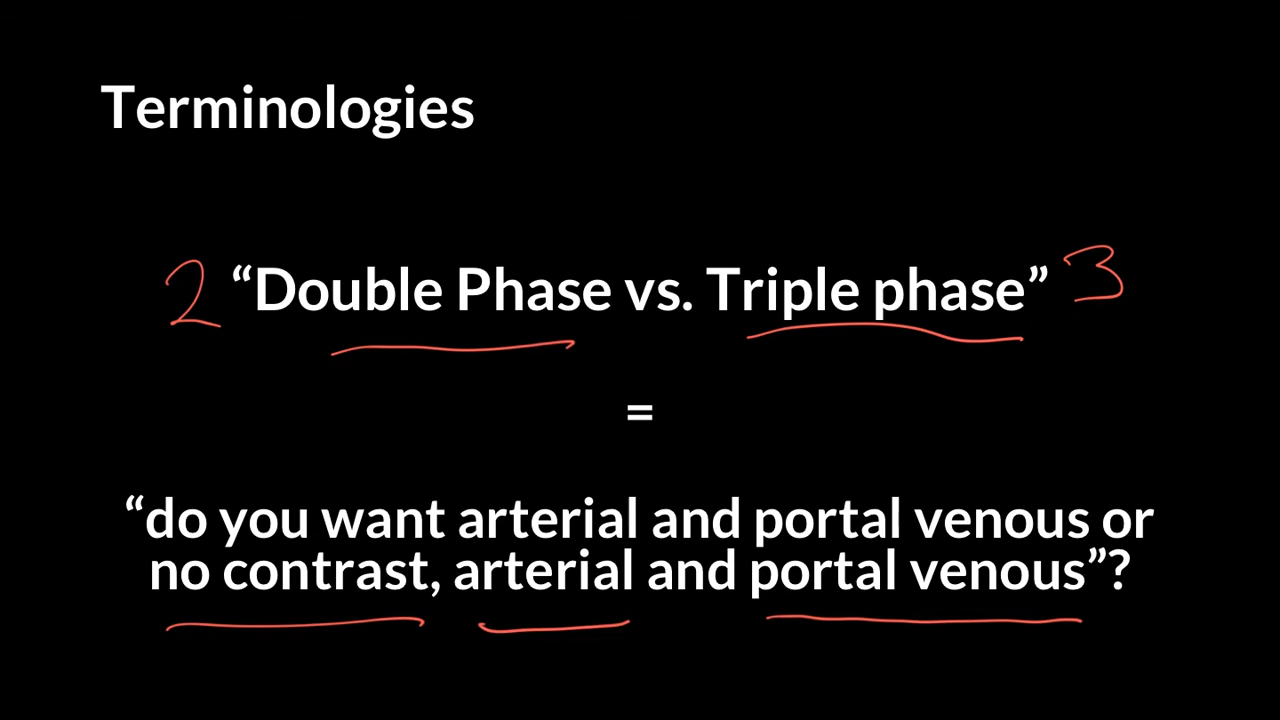 Terminologies
2 “Double Phase vs. Triple phase” 3
=
“do you want arterial and portal venous or
no contrast, arterial and portal venous”?